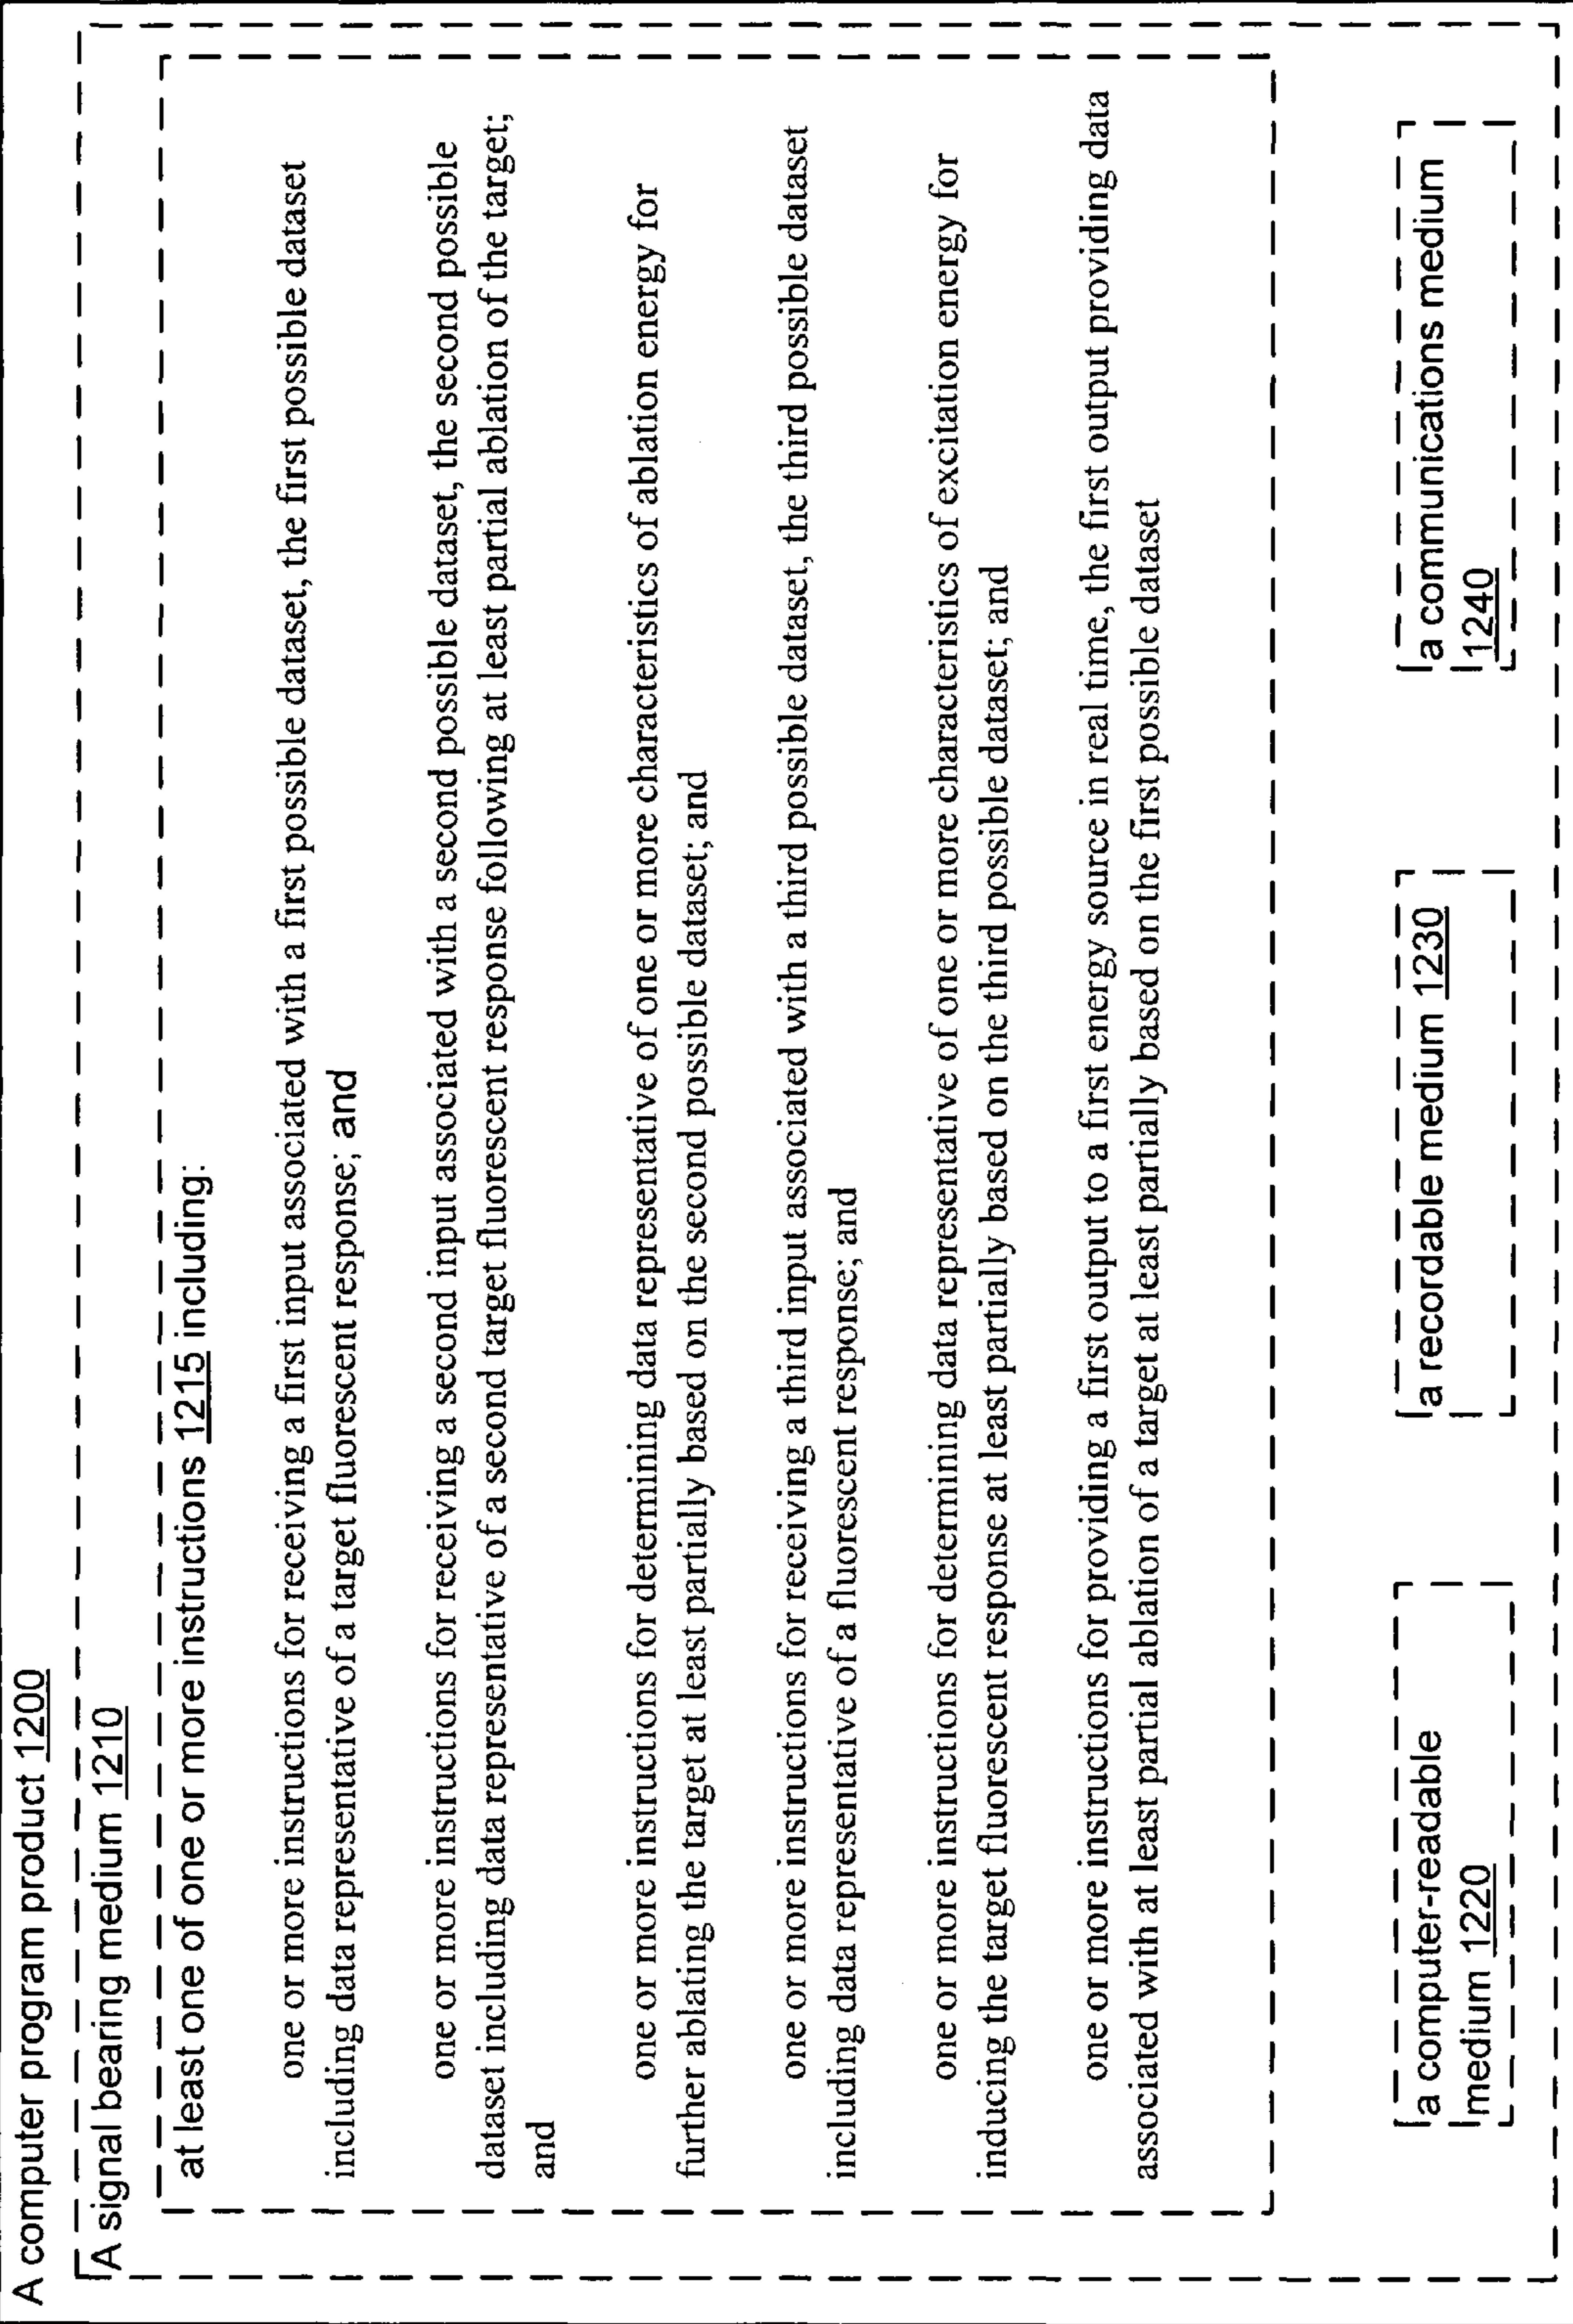 A computer program product 1200
A signal bearing medium 1210
at least one of one or more instructions 1215 including:
one or more instructions for receiving a first input associated with a first possible dataset, the first possible dataset
including data representative of a target fluorescent response; and
one or more instructions for receiving a second input associated with a second possible dataset, the second possible
dataset including data representative of a second target fluorescent response following at least partial ablation of the target;
and
one or more instructions for determining data representative of one or more characteristics of ablation energy for
further ablating the target at least partially based on the second possible dataset; and
one or more instructions for receiving a third input associated with a third possible dataset, the third possible dataset
including data representative of a fluorescent response; and
one or more instructions for determining data representative of one or more characteristics of excitation energy for
inducing the target fluorescent response at least partially based on the third possible dataset; and
one or more instructions for providing a first output to a first energy source in real time, the first output providing data
associated with at least partial ablation of a target at least partially based on the first possible dataset
a computer-readable
medium 1220
a recordable medium 1230
a communications medium
1240